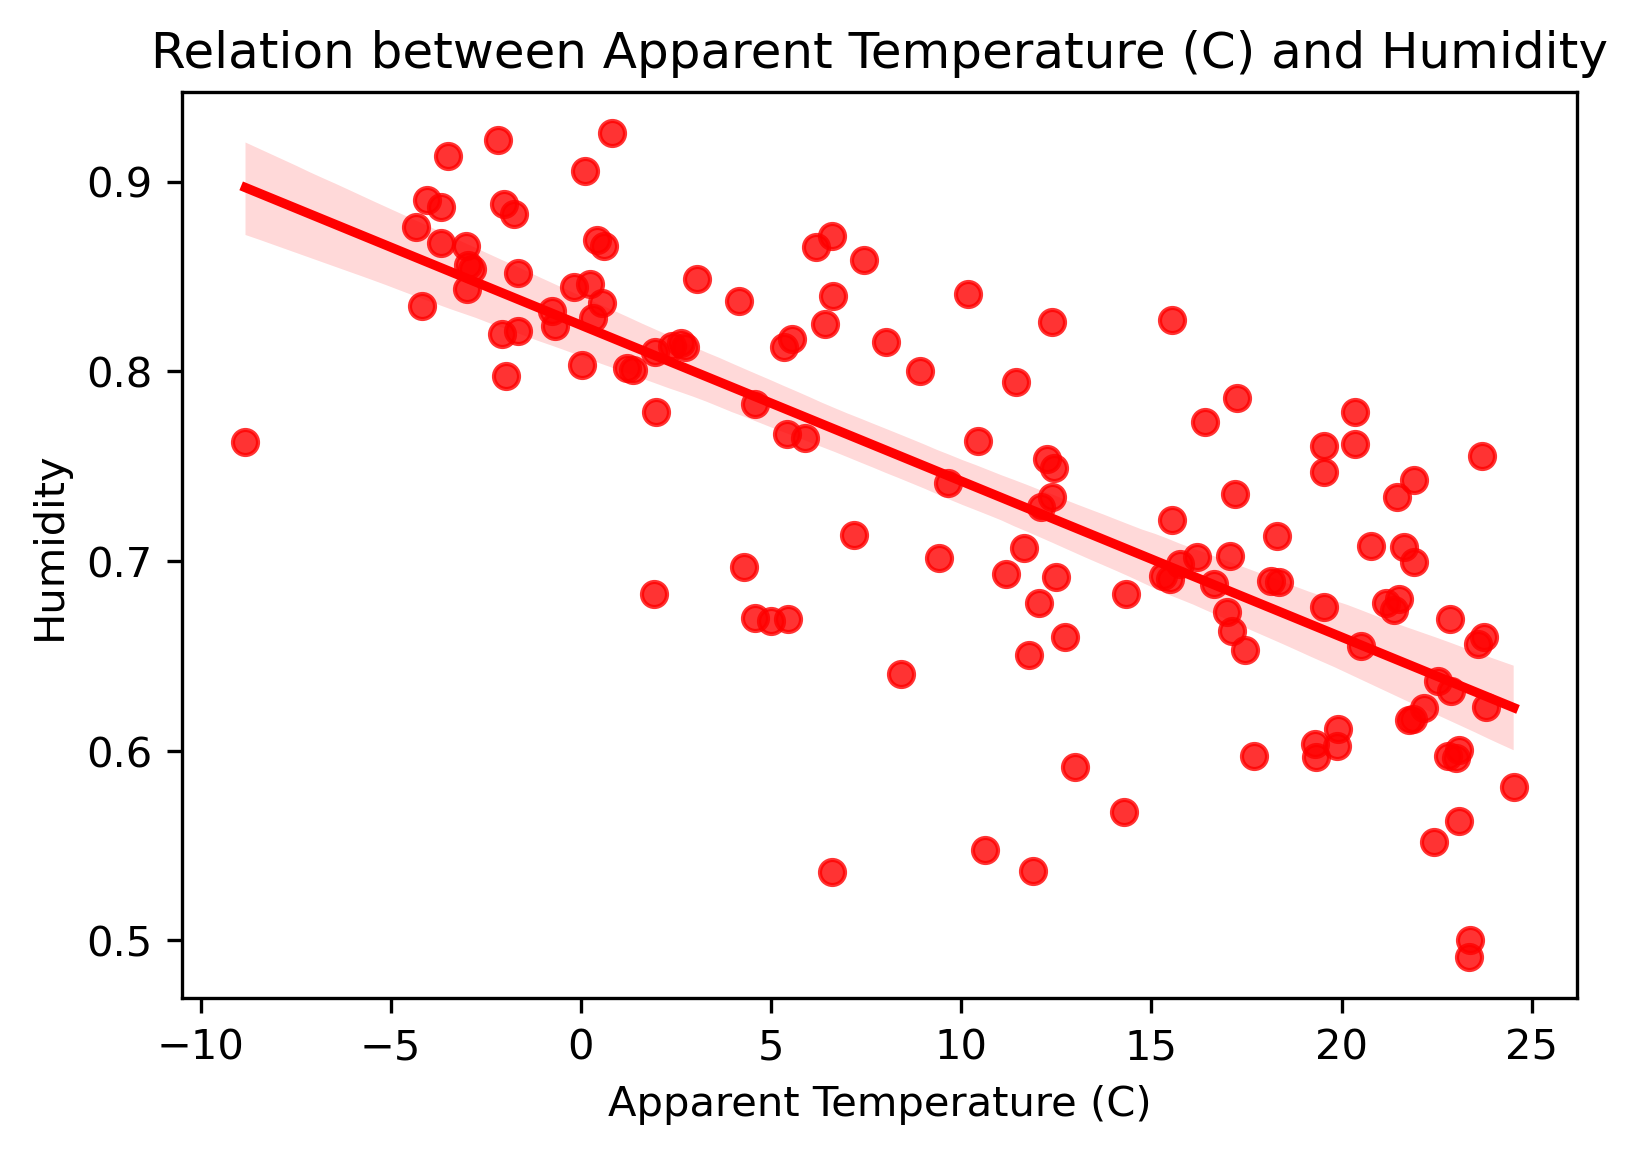 Relation between Apparent Temperature (C) and Humidity
0.9
0.8
0.7
0.6
0.5
Humidity
−10 −5 0 5 10 15 20 25
Apparent Temperature (C)